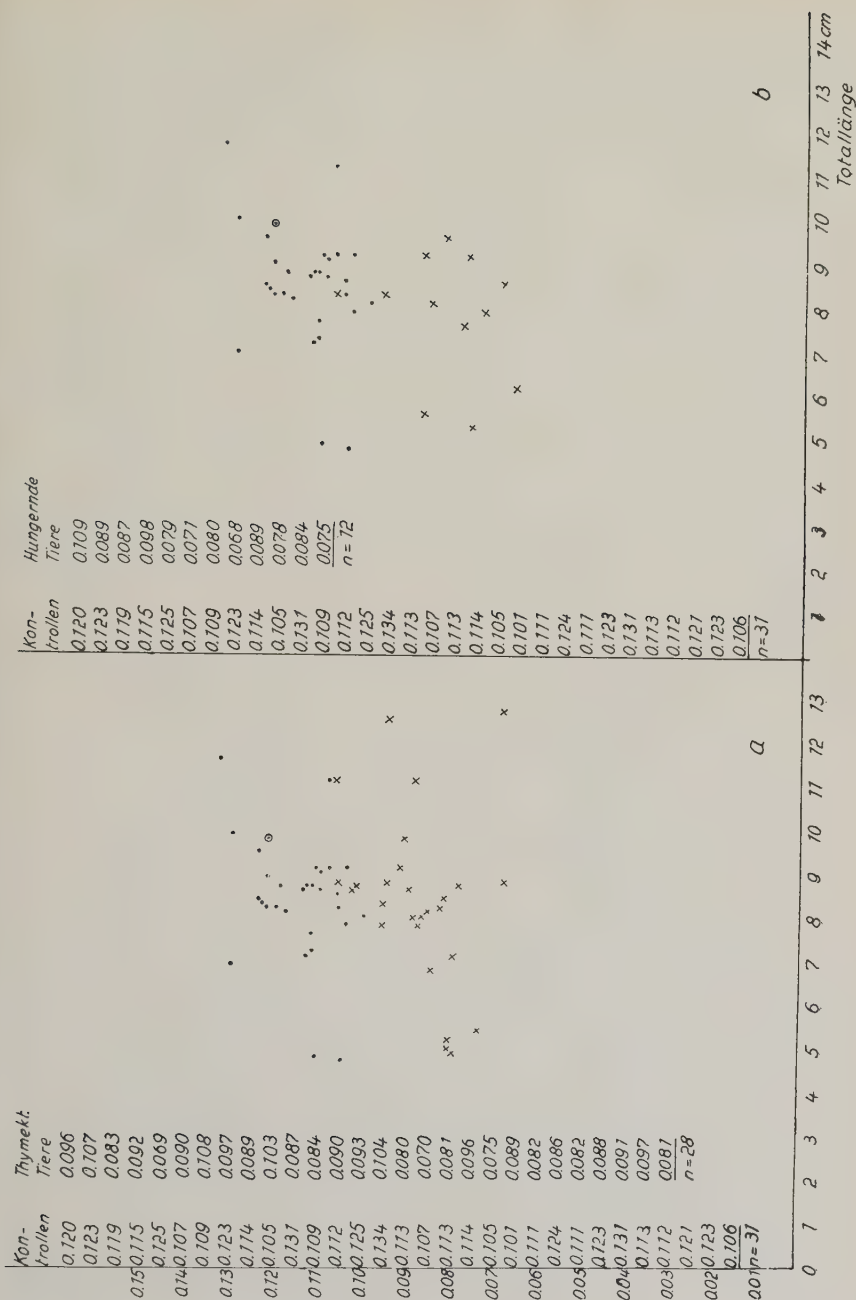 Kon- Thymekt.
trollen Tiere
0.120 0.096
0.123 0.107
0.119 0.083
0.15 0.115 0.092
0.125 0.069
0.14 0.107 0.090
0.109 0.108
0.13 0.123 0.097
0.114 0.089
0.12 0.105 0.103
0.131 0.087
0.11 0.109 0.084
0.112 0.090
0.10 0.125 0.093
0.134 0.104
0.09 0.113 0.080
0.107 0.070
0.08 0.113 0.081
0.114 0.096
0.07 0.105 0.075
0.101 0.089
0.06 0.111 0.082
0.124 0.086
0.05 0.111 0.082
0.123 0.088
0.04 0.131 0.091
0.113 0.097
0.03 0.112 0.081
0.121 n=28
0.02 0.123
0.106
0.01 n=31
a
0 1 2 3 4 5 6 7 8 9 10 11 12 13
Kon- Hungernde
trollen Tiere
0.120 0.109
0.123 0.089
0.119 0.087
0.115 0.098
0.125 0.079
0.107 0.071
0.109 0.080
0.123 0.068
0.114 0.089
0.105 0.078
0.131 0.084
0.109 0.075
0.112 n=12
0.125
0.134
0.113
0.107
0.113
0.114
0.105
0.101
0.111
0.124
0.111
0.123
0.131
0.113
0.112
0.121
0.123
0.106
n=31
b
1 2 3 4 5 6 7 8 9 10 11 12 13 14 cm
Totallänge